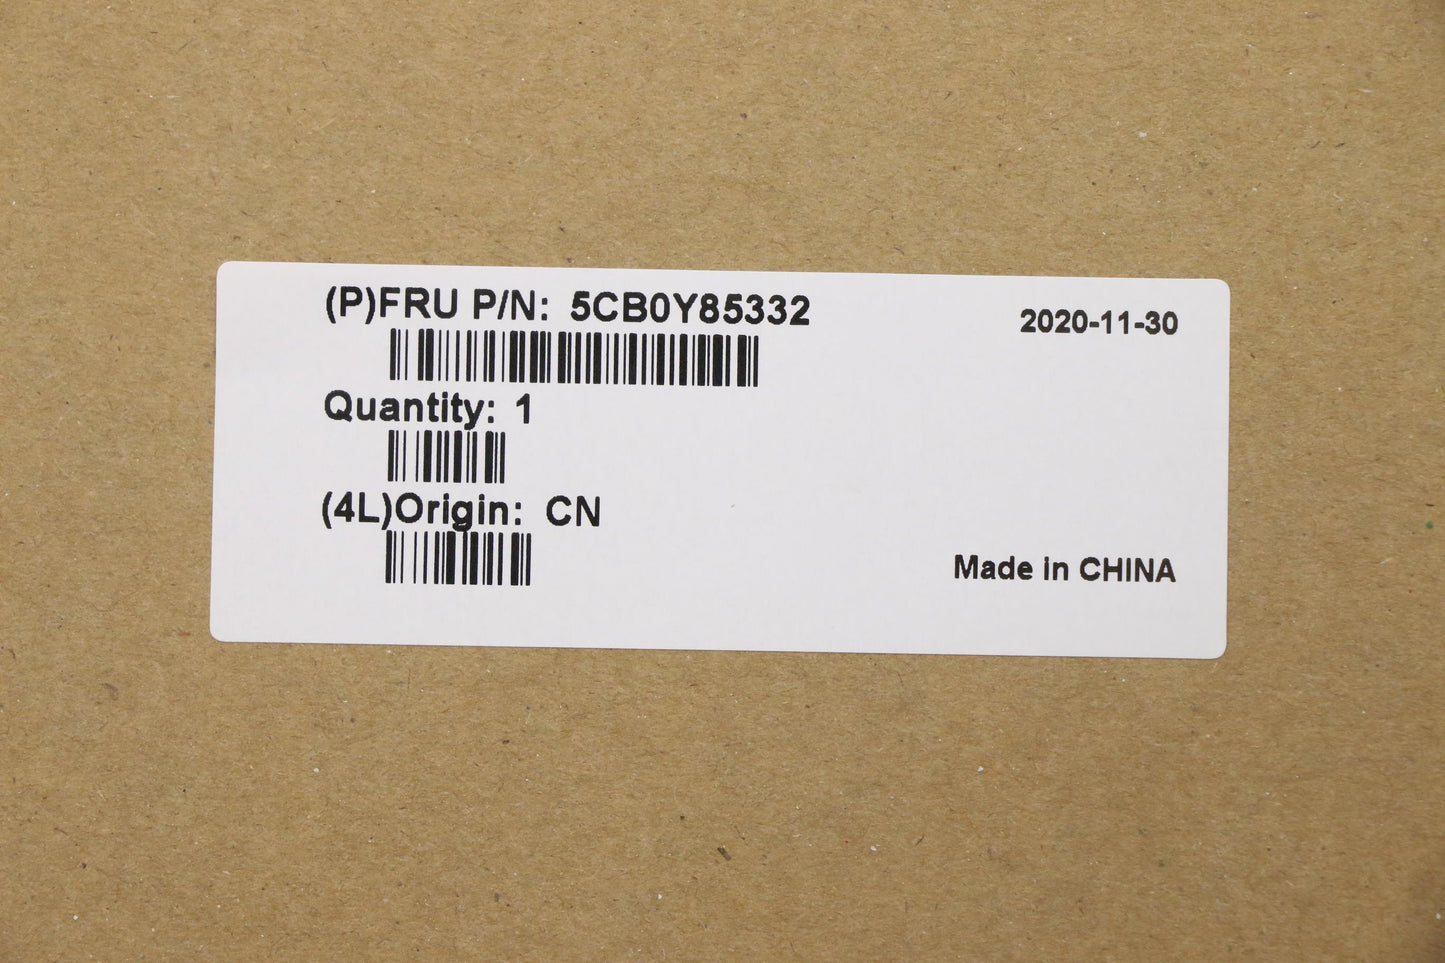 (P)FRU P/N: 5CB0Y85332
2020-11-30
Quantity: 1
(4L)Origin: CN
Made in CHINA